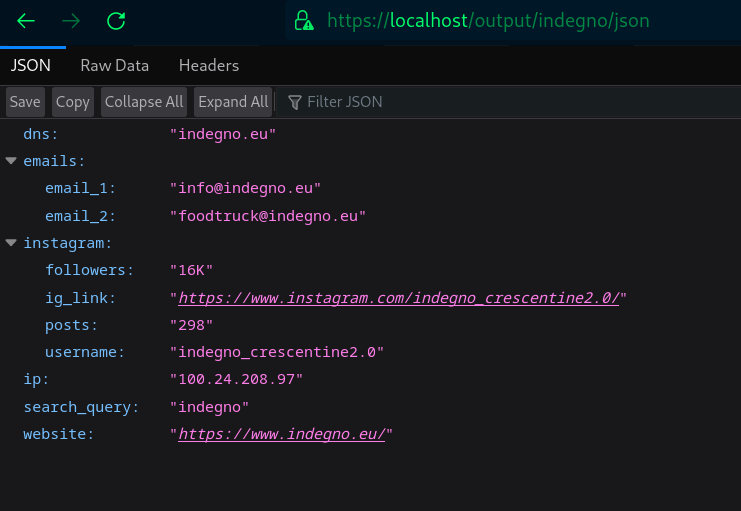 https://localhost/output/indegno/json
JSON Raw Data Headers
Save Copy Collapse All Expand All Filter JSON
dns: "indegno.eu"
emails:
email_1: "info@indegno.eu"
email_2: "foodtruck@indegno.eu"
instagram:
followers: "16K"
ig_link: "https://www.instagram.com/indegno_crescentine2.0/"
posts: "298"
username: "indegno_crescentine2.0"
ip: "100.24.208.97"
search_query: "indegno"
website: "https://www.indegno.eu/"